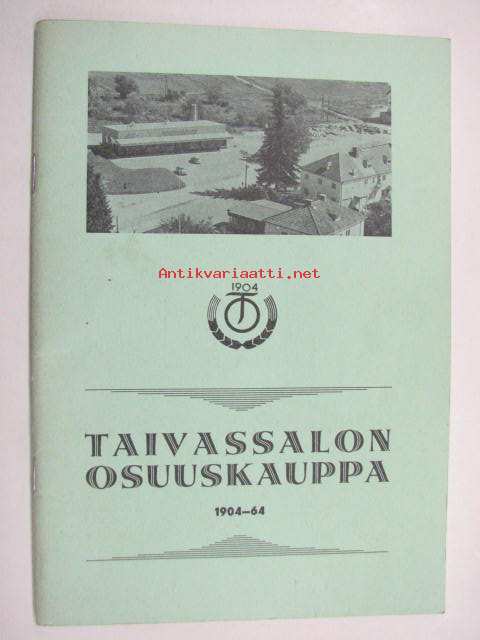 Antikvariaatti.net
1904
TAIVASSALON
OSUUSKAUPPA
1904-64